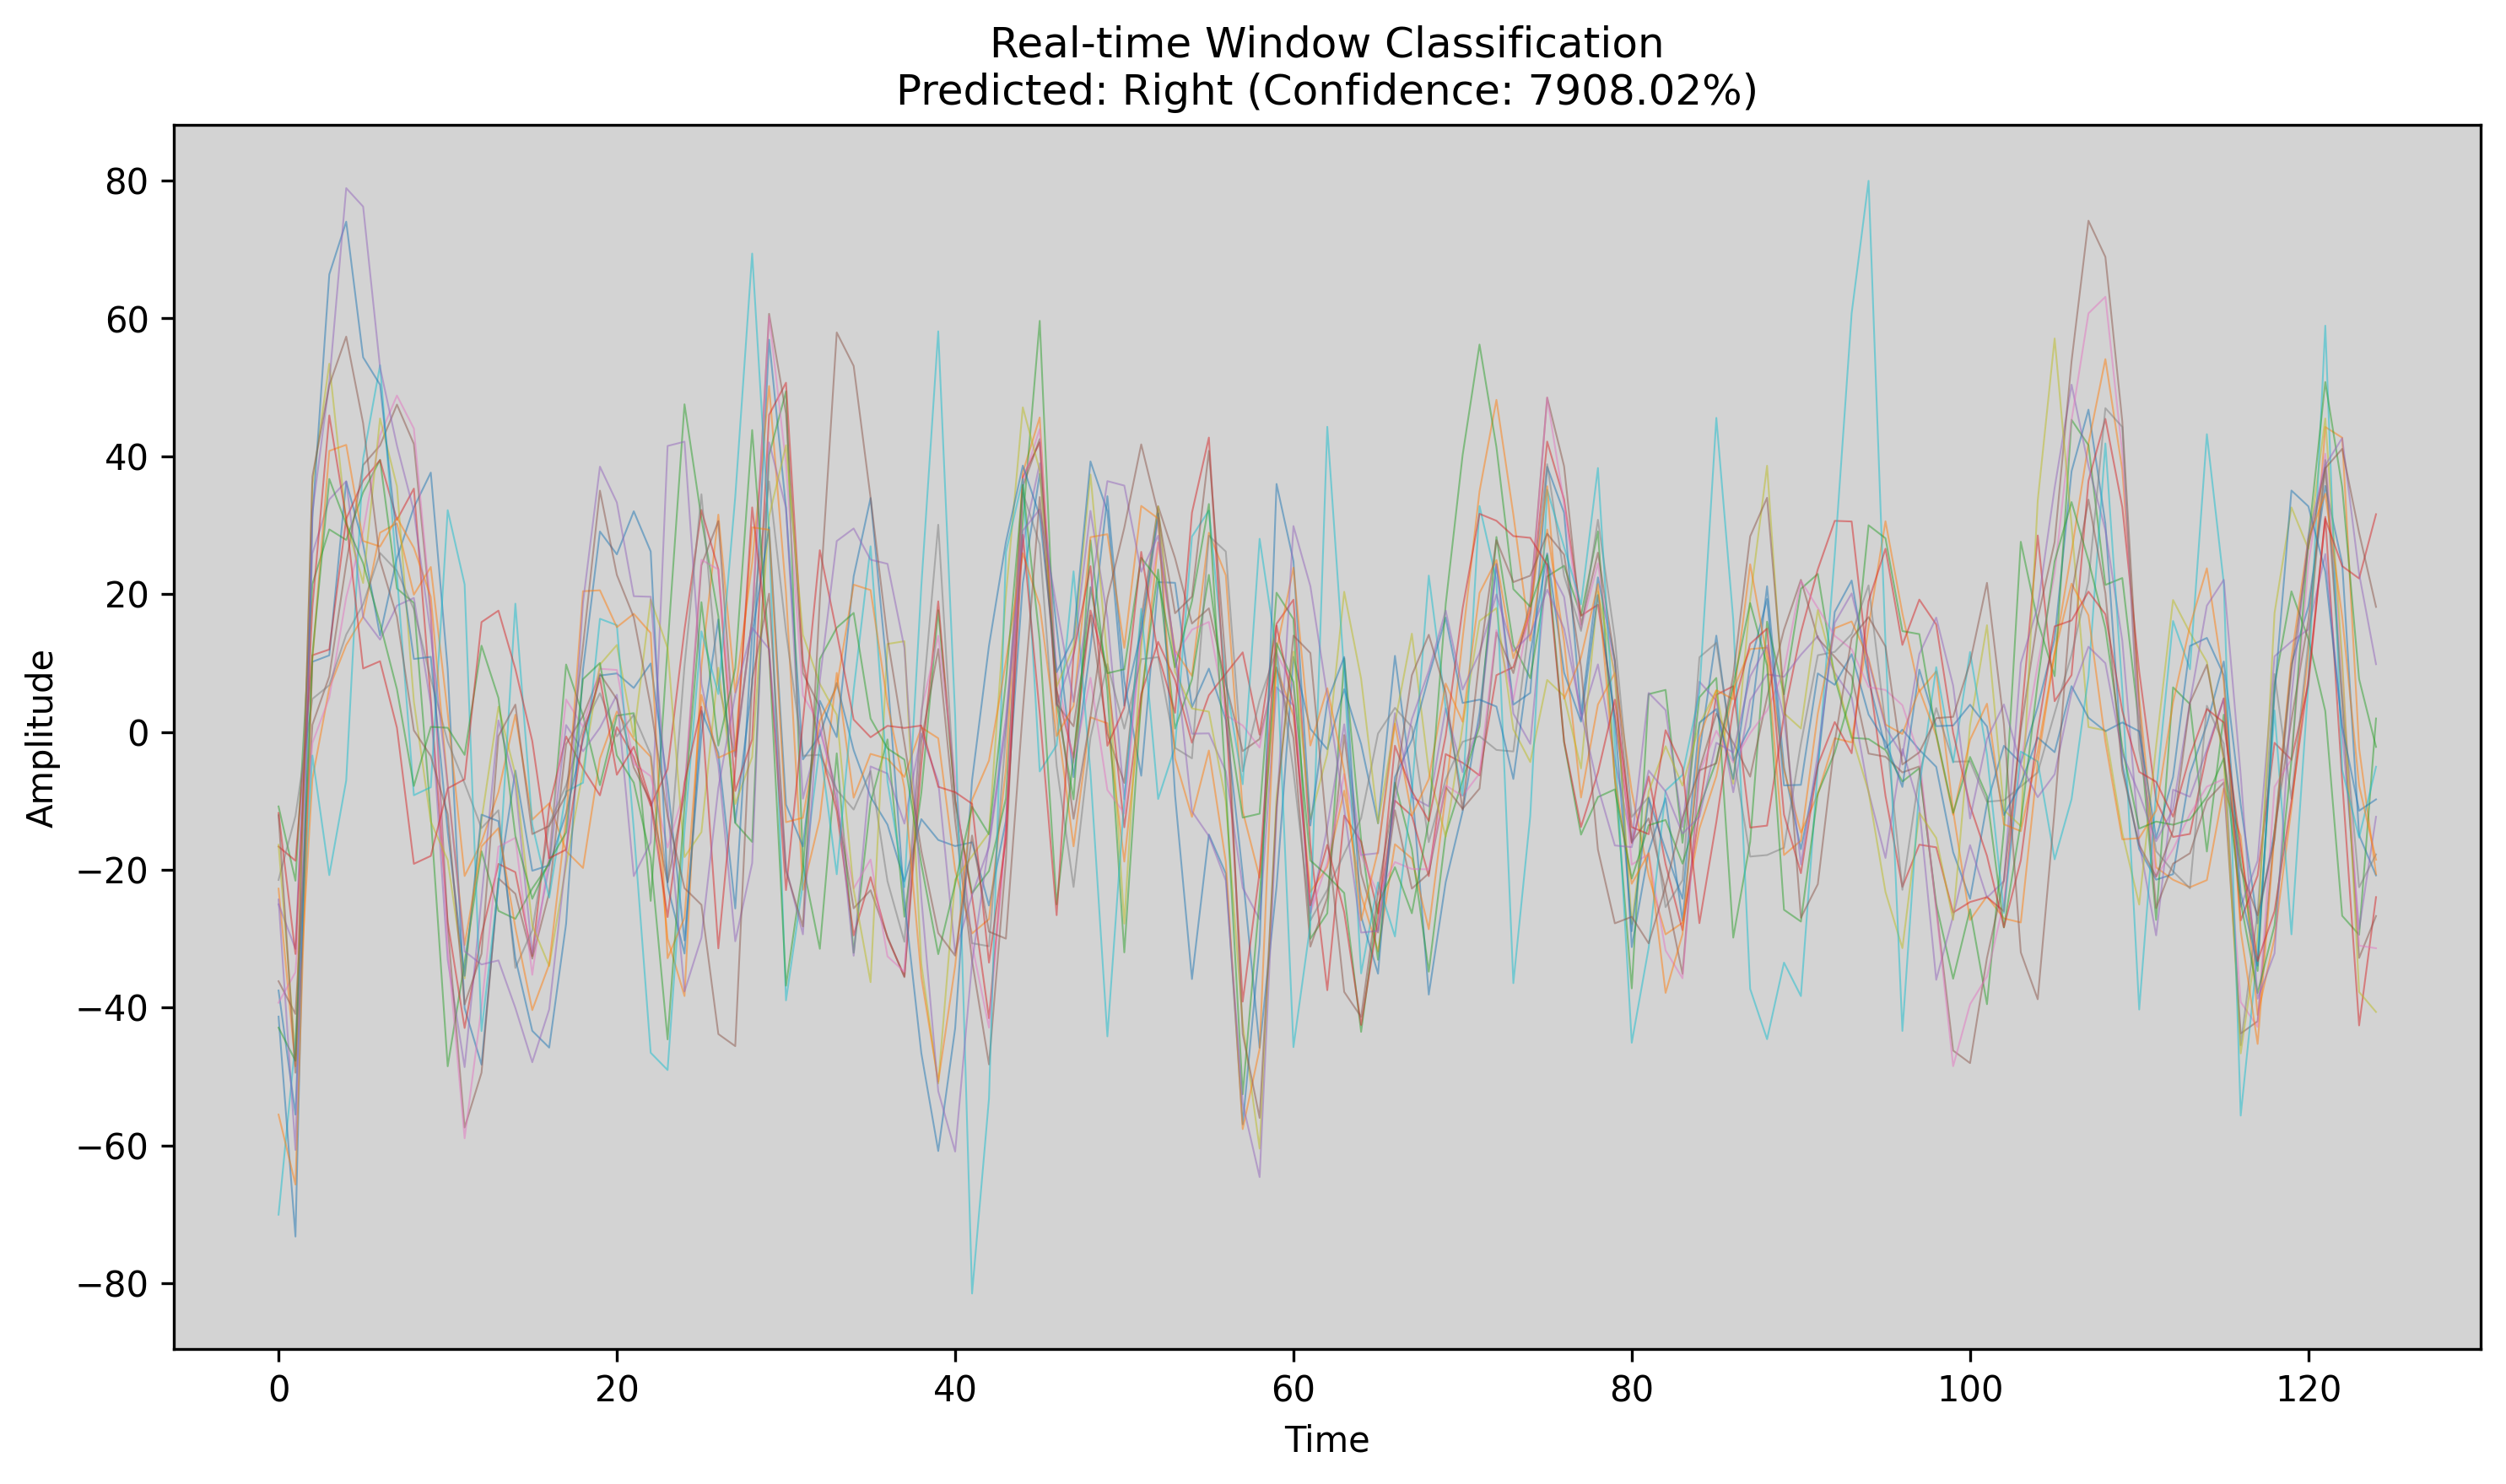 Real-time Window Classification
Predicted: Right (Confidence: 7908.02%)
80
60
40
20
0
−20
−40
−60
−80
Amplitude
0 20 40 60 80 100 120
Time